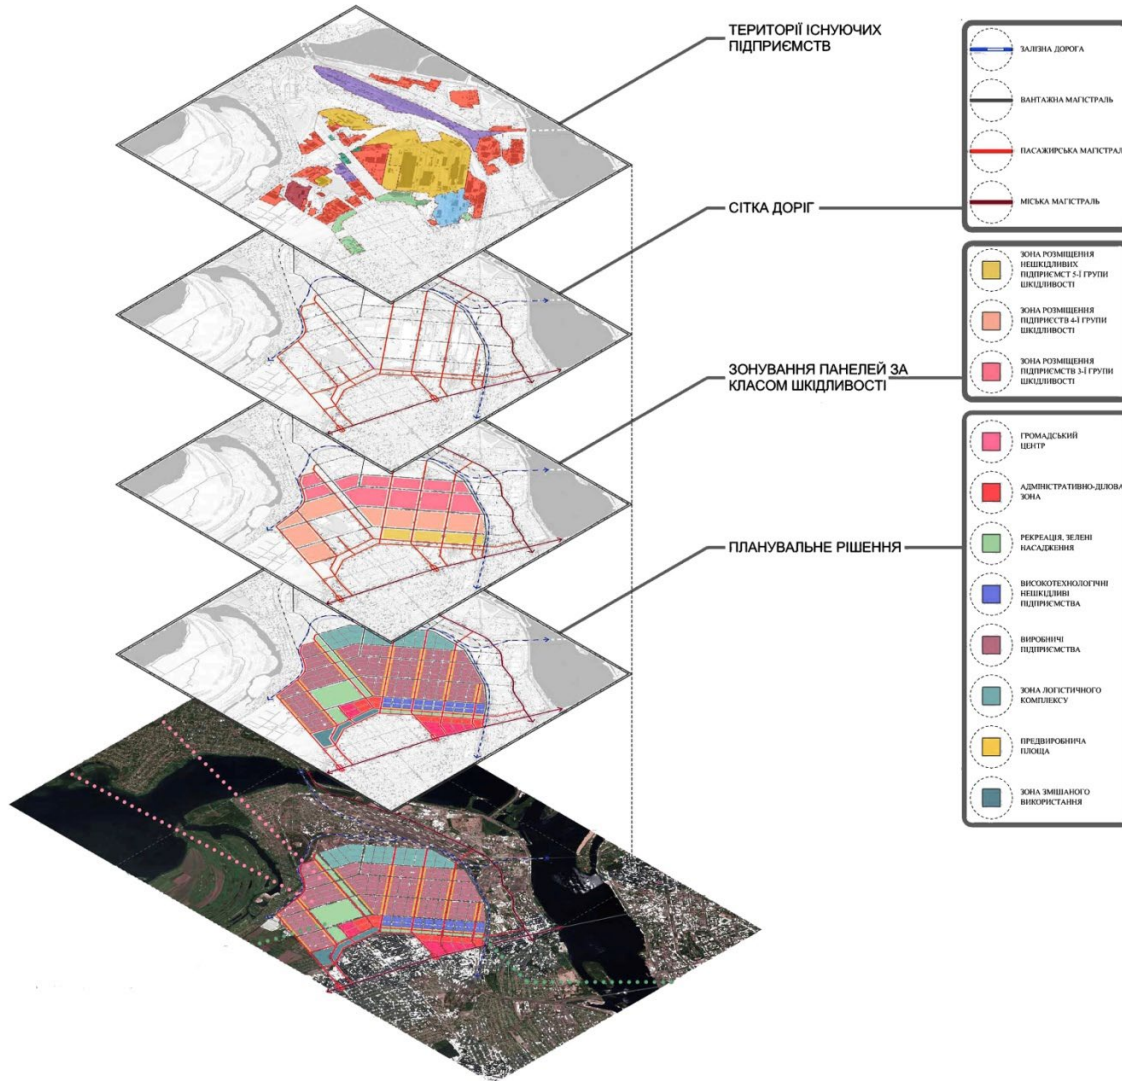 ТЕРИТОРІЇ ІСНУЮЧИХ
ПІДПРИЄМСТВ
СІТКА ДОРІГ
ЗОНУВАННЯ ПАНЕЛЕЙ ЗА
КЛАСОМ ШКІДЛИВОСТІ
ПЛАНУВАЛЬНЕ РІШЕННЯ
ЗАЛІЗНА ДОРОГА
ВАНТАЖНА МАГІСТРАЛЬ
ПАСАЖИРСЬКА МАГІСТРАЛ
МІСЬКА МАГІСТРАЛЬ
ЗОНА РОЗМІЩЕННЯ
НЕШКІДЛИВИХ
ПІДПРИЄМСТ 5-Ї ГРУПИ
ШКІДЛИВОСТІ
ЗОНА РОЗМІЩЕННЯ
ПІДПРИЄСТВ 4-Ї ГРУПИ
ШКІДЛИВОСТІ
ЗОНА РОЗМІЩЕННЯ
ПІДПРИЄМСТВ 3-Ї ГРУПИ
ШКІДЛИВОСТІ
ГРОМАДСЬКИЙ
ЦЕНТР
АДМІНІСТРАТИВНО-ДІЛОВА
ЗОНА
РЕКРЕАЦІЯ, ЗЕЛЕНІ
НАСАДЖЕННЯ
ВИСОКОТЕХНОЛОГІЧНІ
НЕШКІДЛИВІ
ПІДПРИЄМСТВА
ВИРОБНИЧІ
ПІДПРИЄМСТВА
ЗОНА ЛОГІСТИЧНОГО
КОМПЛЕКСУ
ПРЕДВИРОБНИЧА
ПЛОЩА
ЗОНА ЗМІШАНОГО
ВИКОРИСТАННЯ